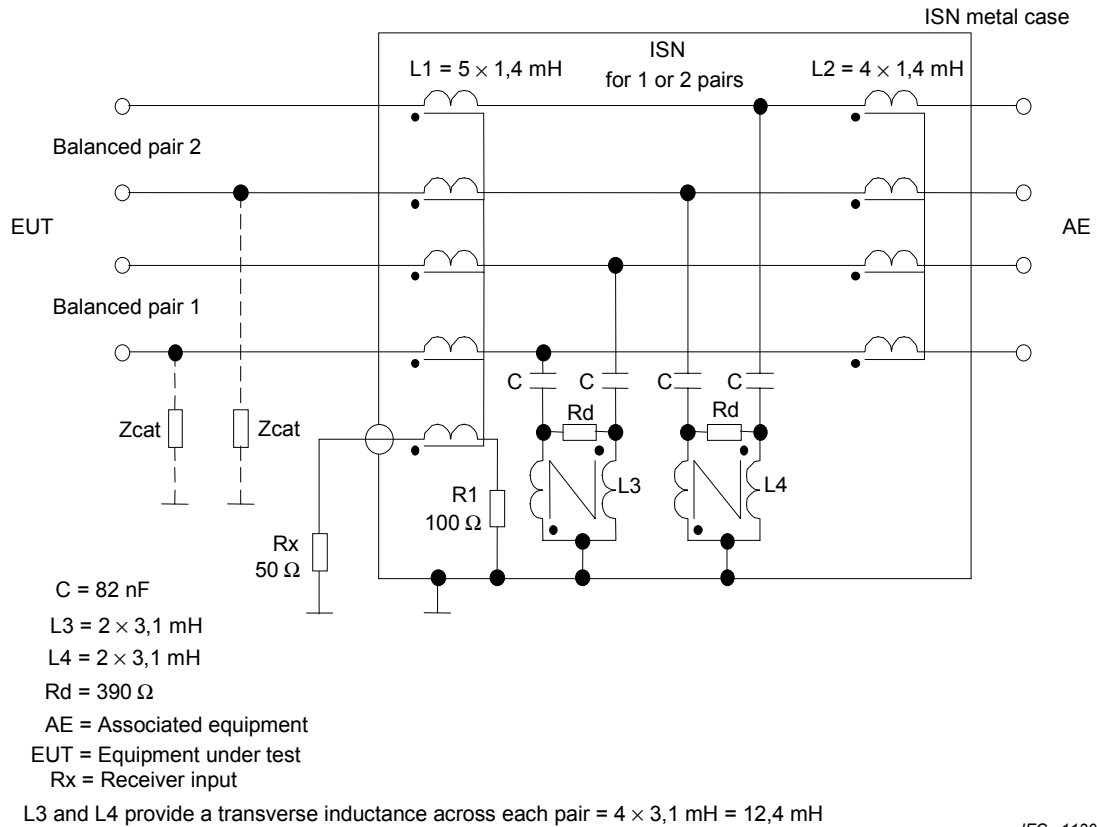 ISN metal case
ISN
for 1 or 2 pairs
L1 = 5 × 1,4 mH
L2 = 4 × 1,4 mH
Balanced pair 2
EUT
AE
Balanced pair 1
C
C
C
C
Rd
Rd
Zcat
Zcat
L3
L4
R1
100 Ω
Rx
50 Ω
C = 82 nF
L3 = 2 × 3,1 mH
L4 = 2 × 3,1 mH
Rd = 390 Ω
AE = Associated equipment
EUT = Equipment under test
Rx = Receiver input
L3 and L4 provide a transverse inductance across each pair = 4 × 3,1 mH = 12,4 mH